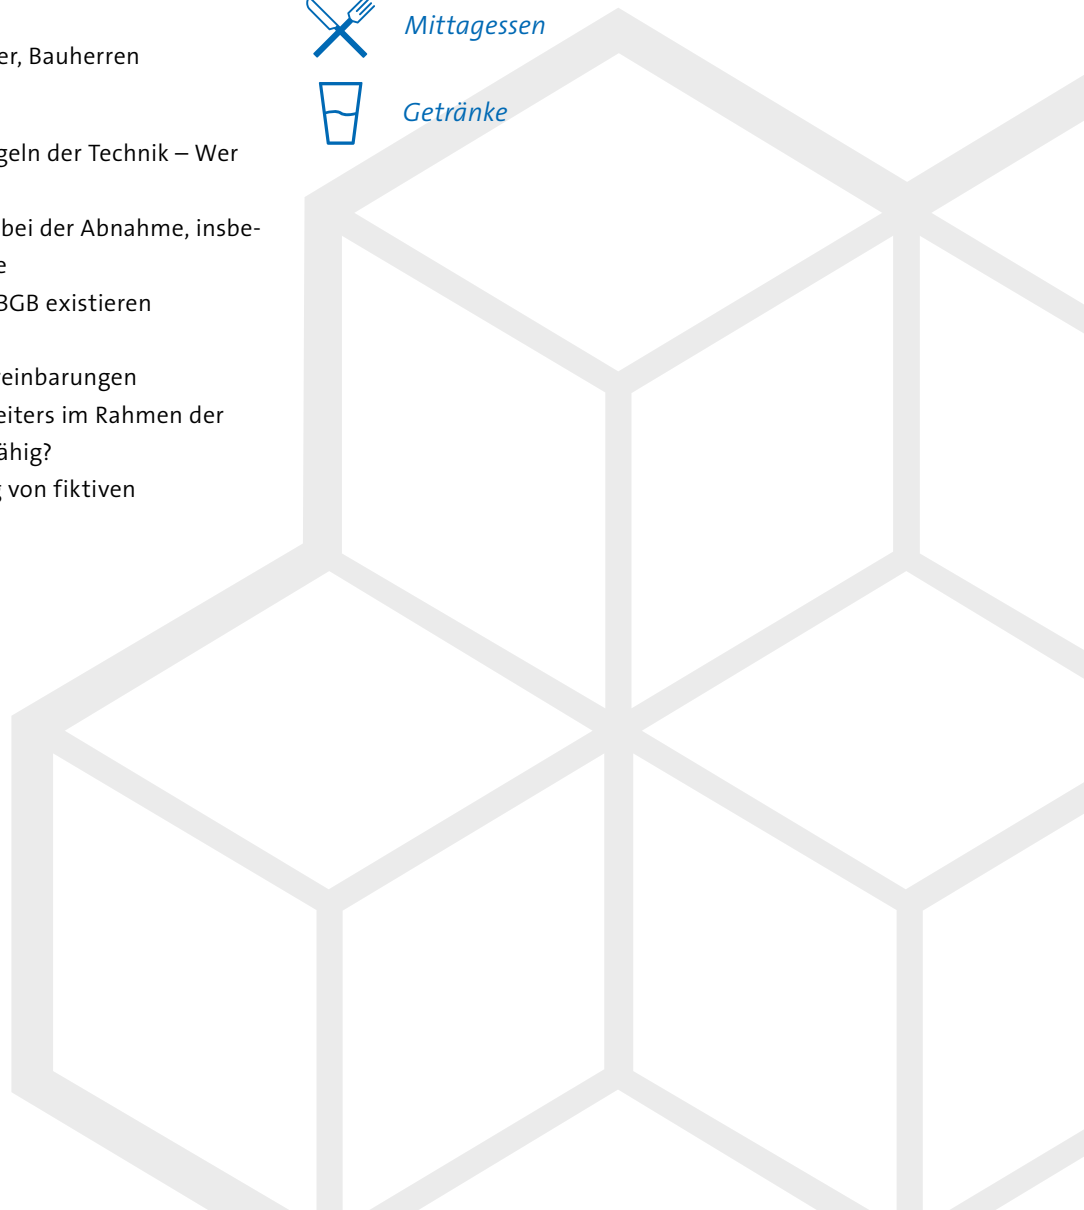 er, Bauherren
geln der Technik – Wer
bei der Abnahme, insbe-
e
BGB existieren
einbarungen
eiters im Rahmen der
ähig?
von fiktiven
Mittagessen
Getränke